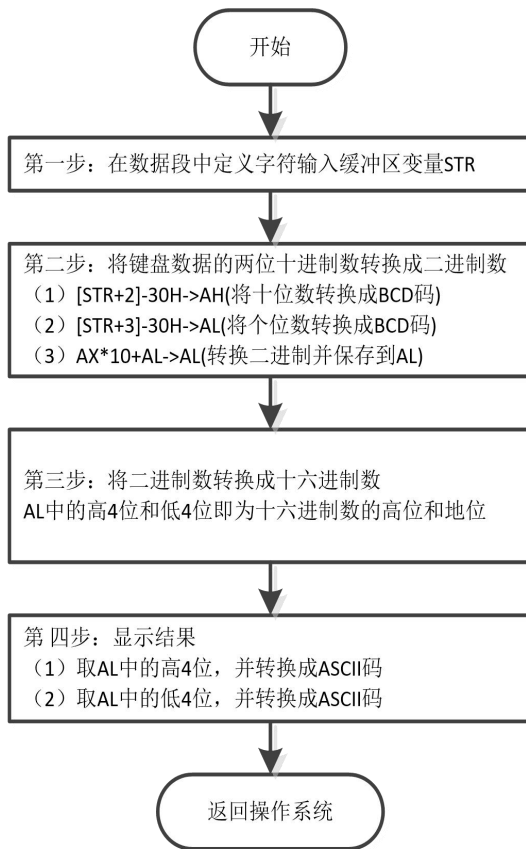 开始
第一步：在数据段中定义字符输入缓冲区变量STR
第二步：将键盘数据的两位十进制数转换成二进制数
（1）[STR+2]-30H->AH(将十位数转换成BCD码)
（2）[STR+3]-30H->AL(将个位数转换成BCD码)
（3）AX*10+AL->AL(转换二进制并保存到AL)
第三步：将二进制数转换成十六进制数
AL中的高4位和低4位即为十六进制数的高位和地位
第 四步：显示结果
（1）取AL中的高4位，并转换成ASCII码
（2）取AL中的低4位，并转换成ASCII码
返回操作系统